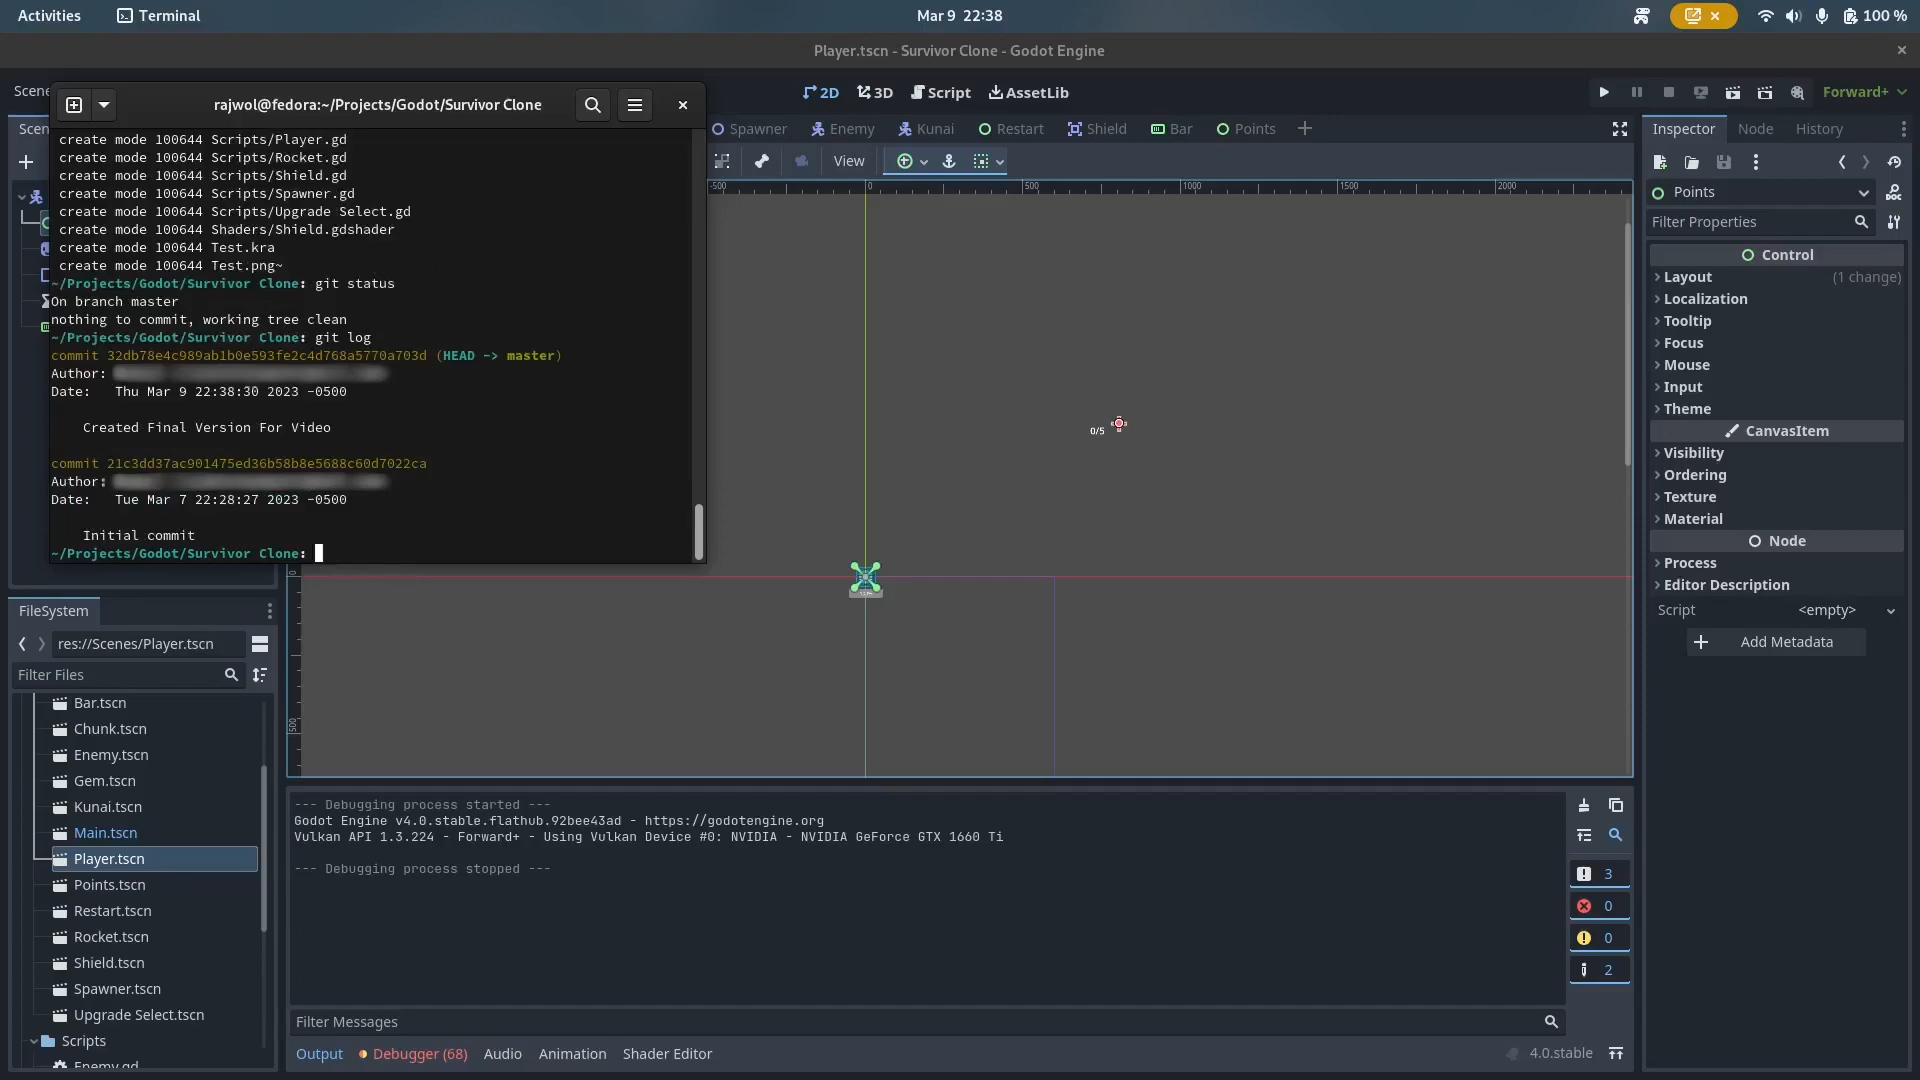 Activities
Terminal
Mar 9 22:38
100 %
Player.tscn - Survivor Clone - Godot Engine
Scene
rajwol@fedora:~/Projects/Godot/Survivor Clone
2D
3D
Script
AssetLib
Forward+
Scen
create mode 100644 Scripts/Player.gd
create mode 100644 Scripts/Rocket.gd
create mode 100644 Scripts/Shield.gd
create mode 100644 Scripts/Spawner.gd
create mode 100644 Scripts/Upgrade Select.gd
create mode 100644 Shaders/Shield.gdshader
create mode 100644 Test.kra
create mode 100644 Test.png~
~/Projects/Godot/Survivor Clone: git status
On branch master
nothing to commit, working tree clean
~/Projects/Godot/Survivor Clone: git log
commit 32db78e4c989ab1b0e593fe2c4d768a5770a703d (HEAD -> master)
Author:
Date:   Thu Mar 9 22:38:30 2023 -0500
Created Final Version For Video
commit 21c3dd37ac901475ed36b58b8e5688c60d7022ca
Author:
Date:   Tue Mar 7 22:28:27 2023 -0500
Initial commit
~/Projects/Godot/Survivor Clone:
Spawner
Enemy
Kunai
Restart
Shield
Bar
Points
View
-500
0
500
1000
1500
2000
0/5
0
500
FileSystem
res://Scenes/Player.tscn
Filter Files
Bar.tscn
Chunk.tscn
Enemy.tscn
Gem.tscn
Kunai.tscn
Main.tscn
Player.tscn
Points.tscn
Restart.tscn
Rocket.tscn
Shield.tscn
Spawner.tscn
Upgrade Select.tscn
Scripts
Enemy.gd
--- Debugging process started ---
Godot Engine v4.0.stable.flathub.92bee43ad - https://godotengine.org
Vulkan API 1.3.224 - Forward+ - Using Vulkan Device #0: NVIDIA - NVIDIA GeForce GTX 1660 Ti
--- Debugging process stopped ---
3
0
0
2
Filter Messages
Output
Debugger (68)
Audio
Animation
Shader Editor
4.0.stable
Inspector
Node
History
Points
Filter Properties
Control
Layout
(1 change)
Localization
Tooltip
Focus
Mouse
Input
Theme
CanvasItem
Visibility
Ordering
Texture
Material
Node
Process
Editor Description
Script
<empty>
Add Metadata